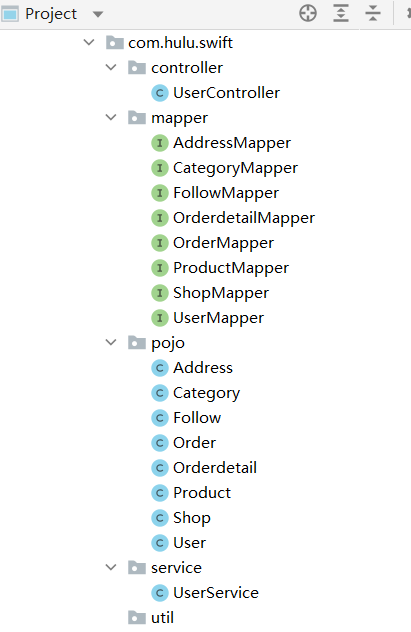 Project
com.hulu.swift
controller
C UserController
mapper
I AddressMapper
I CategoryMapper
I FollowMapper
I OrderdetailMapper
I OrderMapper
I ProductMapper
I ShopMapper
I UserMapper
pojo
C Address
C Category
C Follow
C Order
C Orderdetail
C Product
C Shop
C User
service
C UserService
util